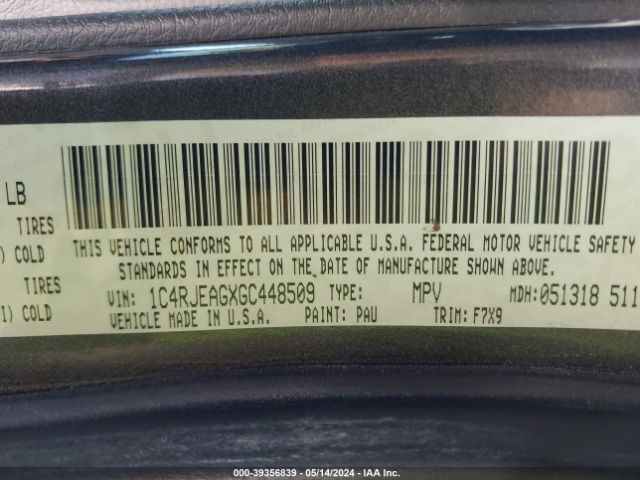 LB
TIRES
) COLD
TIRES
I) COLD
THIS VEHICLE CONFORMS TO ALL APPLICABLE U.S.A. FEDERAL MOTOR VEHICLE SAFETY
STANDARDS IN EFFECT ON THE DATE OF MANUFACTURE SHOWN ABOVE.
VIN: 1C4RJEAGXGC448509 TYPE: MPV MDH:051318 511
VEHICLE MADE IN U.S.A. PAINT: PAU TRIM: F7X9
000-39356839 - 05/14/2024 - IAA Inc.